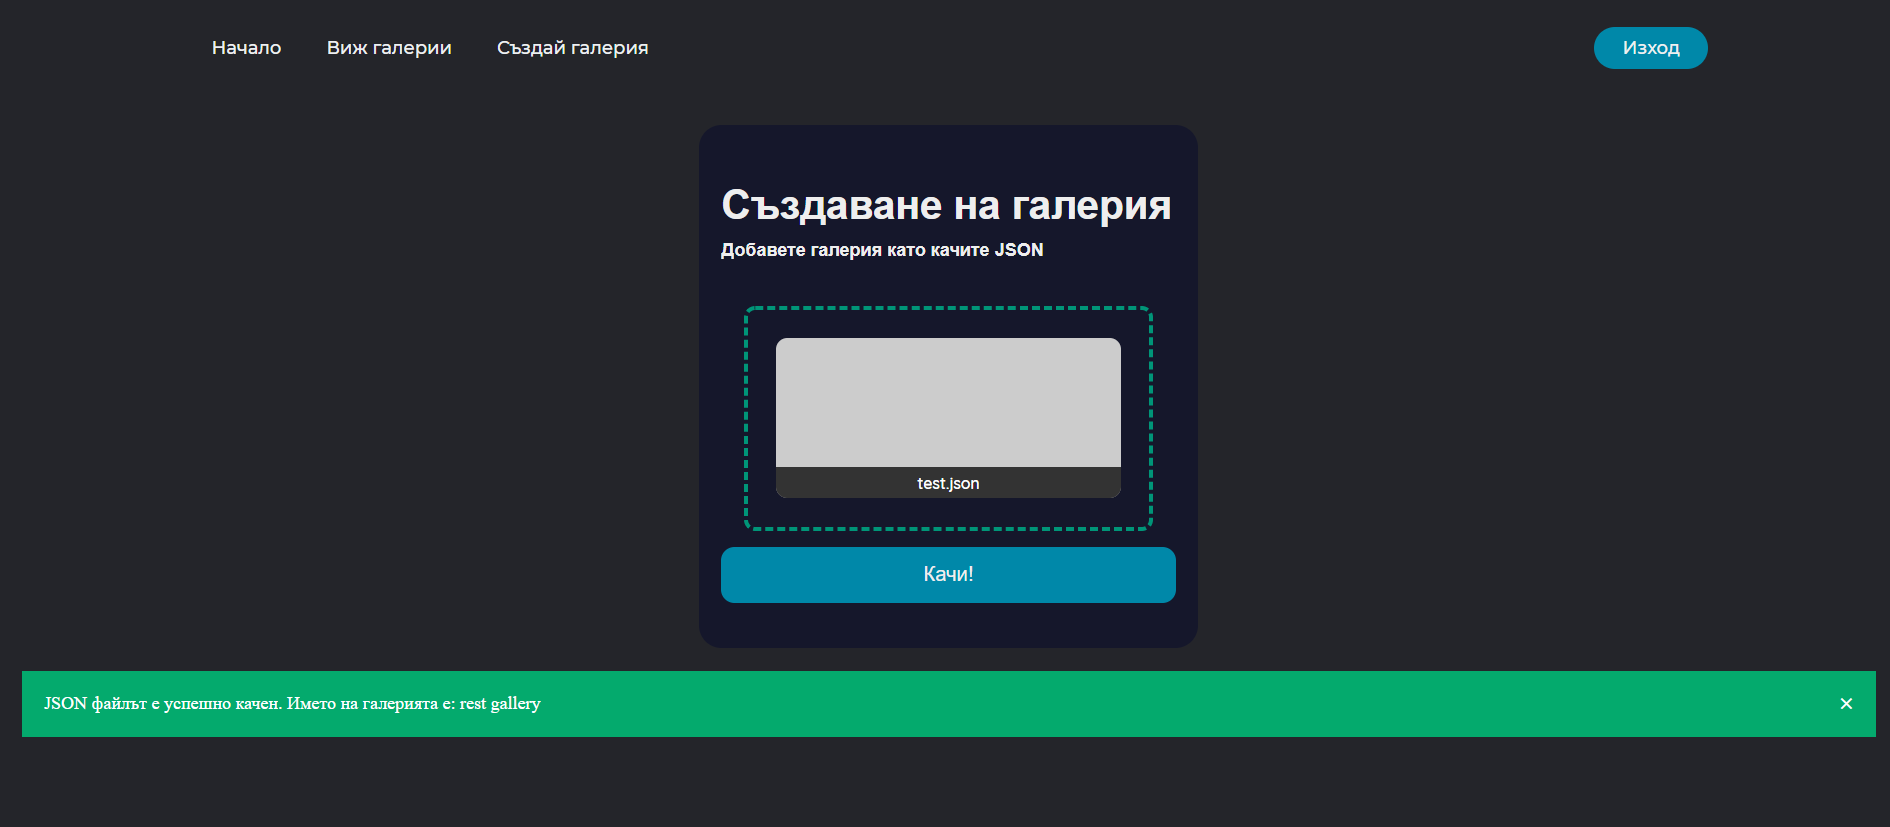 Начало Виж галерии Създай галерия Изход
Създаване на галерия
Добавете галерия като качите JSON
test.json
Качи!
JSON файлът е успешно качен. Името на галерията е: rest gallery ×